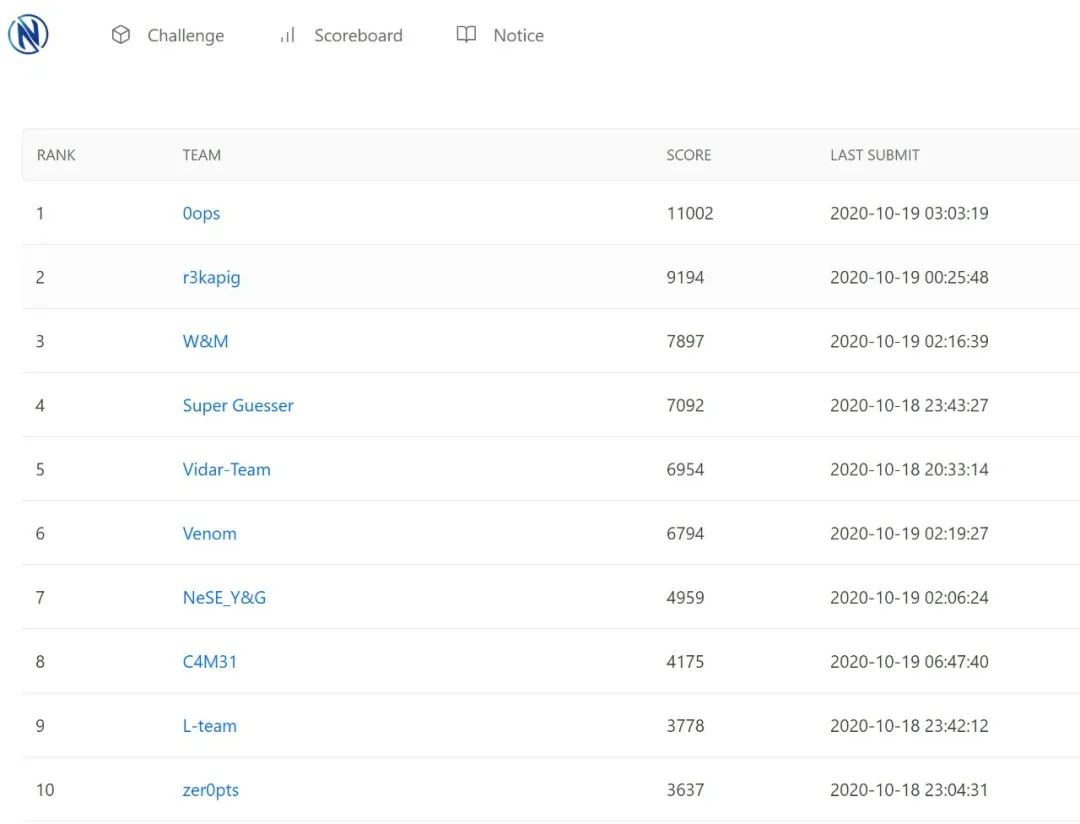 Challenge Scoreboard Notice
RANK TEAM SCORE LAST SUBMIT
1 0ops 11002 2020-10-19 03:03:19
2 r3kapig 9194 2020-10-19 00:25:48
3 W&M 7897 2020-10-19 02:16:39
4 Super Guesser 7092 2020-10-18 23:43:27
5 Vidar-Team 6954 2020-10-18 20:33:14
6 Venom 6794 2020-10-19 02:19:27
7 NeSE_Y&G 4959 2020-10-19 02:06:24
8 C4M31 4175 2020-10-19 06:47:40
9 L-team 3778 2020-10-18 23:42:12
10 zer0pts 3637 2020-10-18 23:04:31